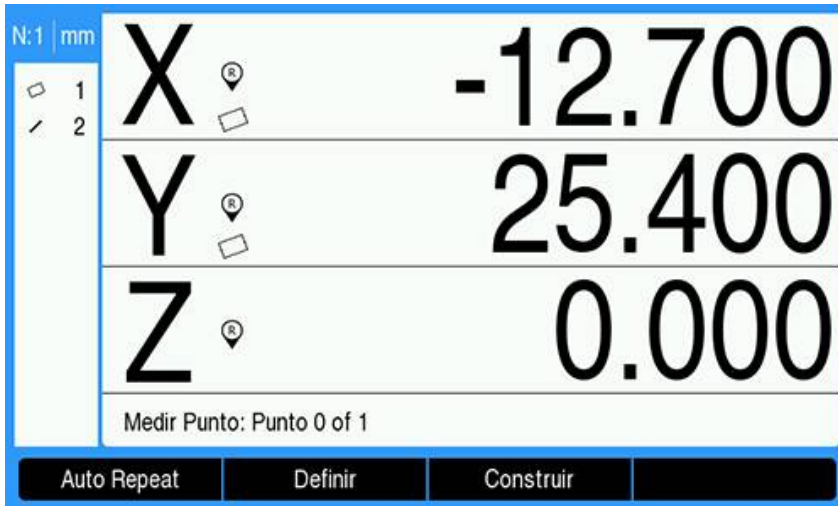 N:1 mm
1
2
X ® -12.700
Y ® 25.400
Z ® 0.000
Medir Punto: Punto 0 of 1
Auto Repeat Definir Construir